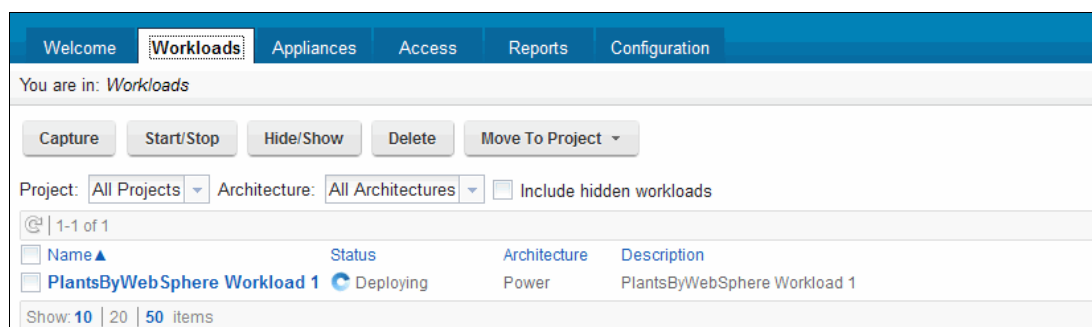 Welcome Workloads Appliances Access Reports Configuration
You are in: Workloads
Capture Start/Stop Hide/Show Delete Move To Project
Project: All Projects Architecture: All Architectures Include hidden workloads
1-1 of 1
Name▲ Status Architecture Description
PlantsByWebSphere Workload 1 Deploying Power PlantsByWebSphere Workload 1
Show: 10 | 20 | 50 items